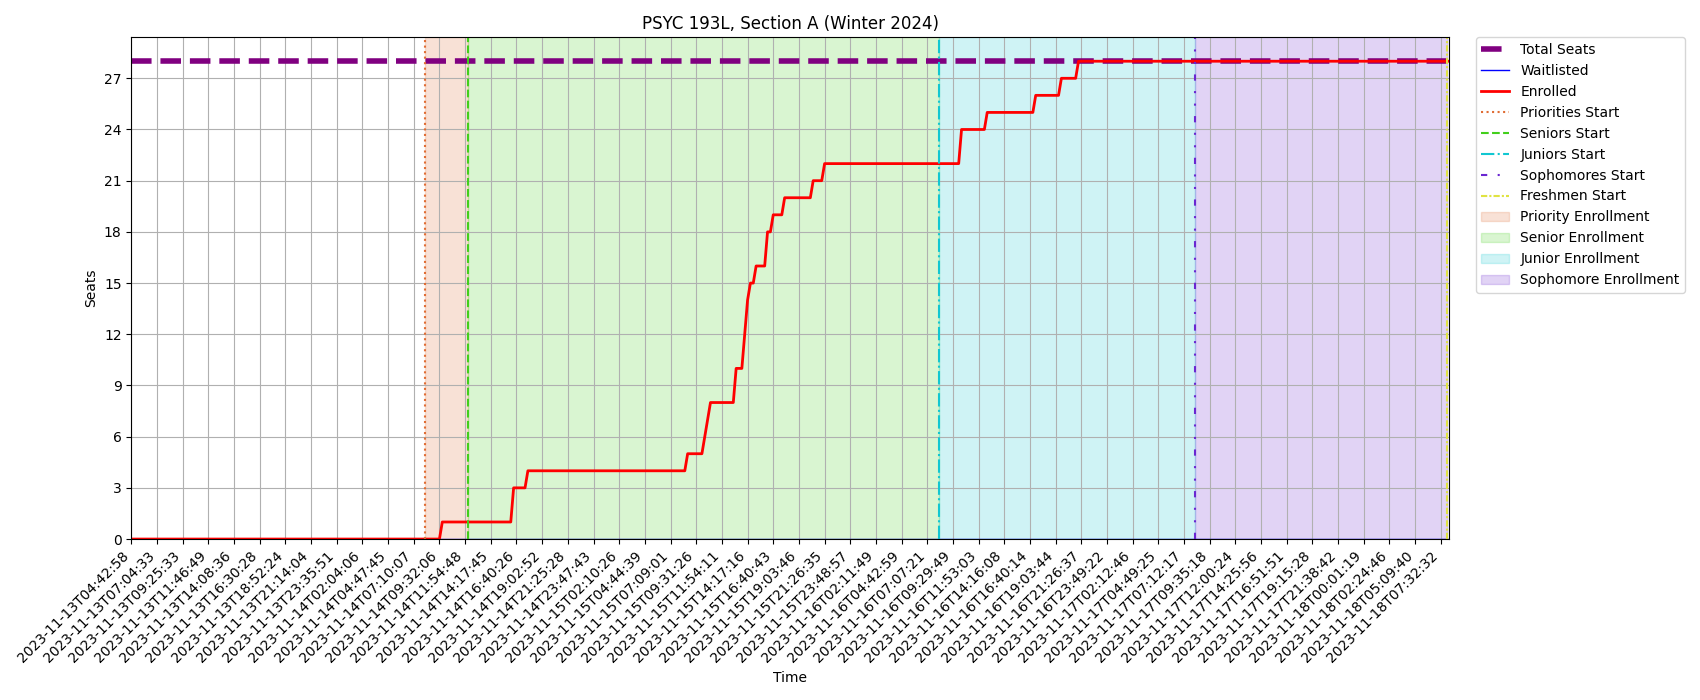 PSYC 193L, Section A (Winter 2024)
Total Seats
Waitlisted
Enrolled
Priorities Start
Seniors Start
Juniors Start
Sophomores Start
Freshmen Start
Priority Enrollment
Senior Enrollment
Junior Enrollment
Sophomore Enrollment
Seats
27
24
21
18
15
12
9
6
3
0
2023-11-13T04:42:58
2023-11-13T07:04:33
2023-11-13T09:25:33
2023-11-13T11:46:49
2023-11-13T14:08:36
2023-11-13T16:30:28
2023-11-13T18:52:24
2023-11-13T21:14:04
2023-11-13T23:35:51
2023-11-14T02:04:06
2023-11-14T04:47:45
2023-11-14T07:10:07
2023-11-14T09:32:06
2023-11-14T11:54:48
2023-11-14T14:17:45
2023-11-14T16:40:26
2023-11-14T19:02:52
2023-11-14T21:25:28
2023-11-14T23:47:43
2023-11-15T02:10:26
2023-11-15T04:44:39
2023-11-15T07:09:01
2023-11-15T09:31:26
2023-11-15T11:54:11
2023-11-15T14:17:16
2023-11-15T16:40:43
2023-11-15T19:03:46
2023-11-15T21:26:35
2023-11-15T23:48:57
2023-11-16T02:11:49
2023-11-16T04:42:59
2023-11-16T07:07:21
2023-11-16T09:29:49
2023-11-16T11:53:03
2023-11-16T14:16:08
2023-11-16T16:40:14
2023-11-16T19:03:44
2023-11-16T21:26:37
2023-11-16T23:49:22
2023-11-17T02:12:46
2023-11-17T04:49:25
2023-11-17T07:12:17
2023-11-17T09:35:18
2023-11-17T12:00:24
2023-11-17T14:25:56
2023-11-17T16:51:51
2023-11-17T19:15:28
2023-11-17T21:38:42
2023-11-18T00:01:19
2023-11-18T02:24:46
2023-11-18T05:09:40
2023-11-18T07:32:32
Time